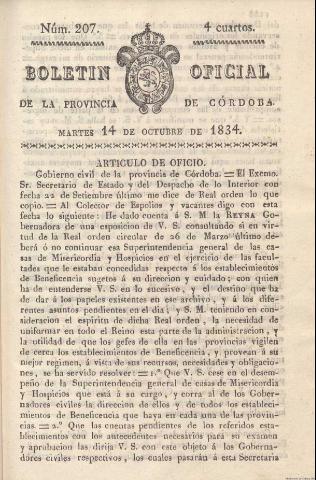 Núm. 207. 4 cuartos.
BOLETIN OFICIAL
DE LA PROVINCIA DE CÓRDOBA.
MARTES 14 DE OCTUBRE DE 1834.
ARTICULO DE OFICIO.
Gobierno civil de la provincia de Córdoba. = El Exemo.
Sr. Secretario de Estado y del Despacho de lo Interior con
fecha 22 de Setiembre último me dice de Real orden lo que
copio. = Al Colector de Espolios y vacantes digo con esta
fecha lo siguiente: He dado cuenta á S. M la REYNA Go-
bernadora de una esposicion de V. S. consultando si en vir-
tud de la Real orden circular de 26 de Marzo último de-
berá ó no continuar esa Superintendencia general de las ca-
sas de Misericordia y Hospicios en el ejercicio de las facul-
tades que le estaban concedidas respecto á los establecimientos
de Beneficencia sugetos á su direccion y cuidado; con quien
ha de entenderse V. S. en lo sucesivo, y el destino que ha
de dar á los papeles existentes en ese archivo, y á los dife-
rentes asuntos pendientes en el dia; y S. M. teniendo en con-
sideracion el espíritu de dicha Real orden, la necesidad de
uniformar en todo el Reino esta parte de la administracion, y
la utilidad de que los gefes de ella en las provincias vigilen
de cerca los establecimientos de Beneficencia, y provean á su
mejor regimen, á vista de sus recursos, necesidades y obligacio-
nes, se ha servido resolver: = 1.° Que V. S. cese en el desem-
peño de la Superintendencia general de casas de Misericordia
y Hospicios que está á su cargo, y corra al de los Gober-
nadores civiles la direccion de ellos y de todos los estableci-
mientos de Beneficencia que haya en cada una de las provin-
cias. = 2.° Que las cuentas pendientes de los referidos esta-
blecimientos con los antecedentes necesarios para su examen
y aprobacion las dirija V. S. con este objeto á los Goberna-
dores civiles respectivos, los cuales pasarán á esta Secretaria